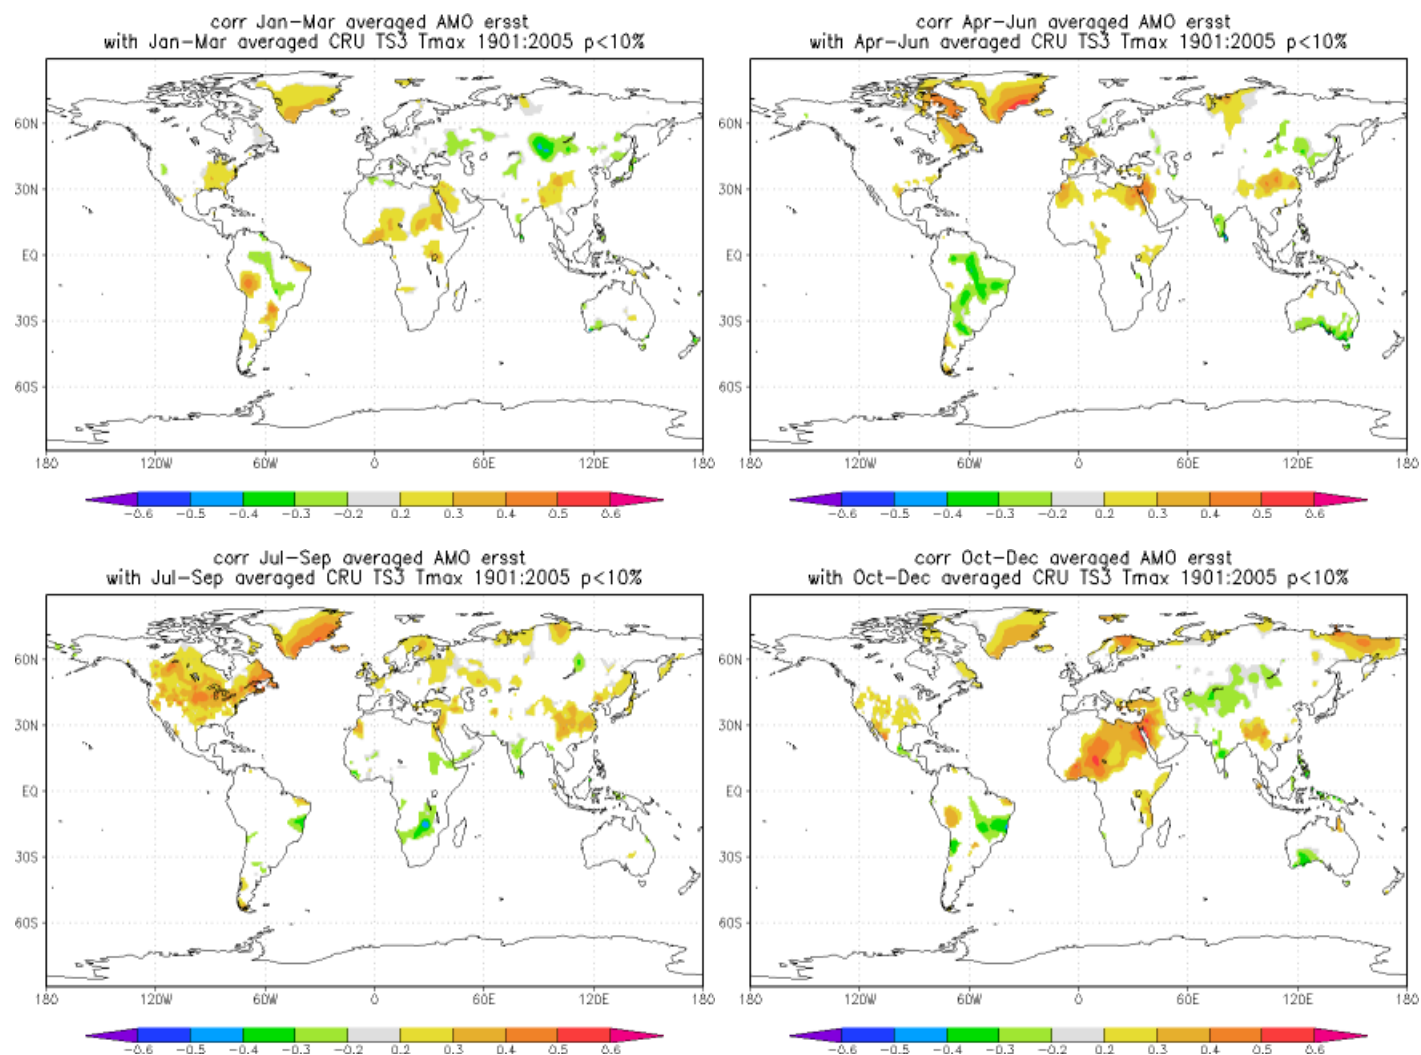 corr Jan-Mar averaged AMO ersst
with Jan-Mar averaged CRU TS3 Tmax 1901:2005 p<10%
60N
30N
EQ
30S
60S
180 120W 60W 0 60E 120E 180
-0.6 -0.5 -0.4 -0.3 -0.2 0.2 0.3 0.4 0.5 0.6
corr Apr-Jun averaged AMO ersst
with Apr-Jun averaged CRU TS3 Tmax 1901:2005 p<10%
60N
30N
EQ
30S
60S
180 120W 60W 0 60E 120E 180
-0.6 -0.5 -0.4 -0.3 -0.2 0.2 0.3 0.4 0.5 0.6
corr Jul-Sep averaged AMO ersst
with Jul-Sep averaged CRU TS3 Tmax 1901:2005 p<10%
60N
30N
EQ
30S
60S
180 120W 60W 0 60E 120E 180
-0.6 -0.5 -0.4 -0.3 -0.2 0.2 0.3 0.4 0.5 0.6
corr Oct-Dec averaged AMO ersst
with Oct-Dec averaged CRU TS3 Tmax 1901:2005 p<10%
60N
30N
EQ
30S
60S
180 120W 60W 0 60E 120E 180
-0.6 -0.5 -0.4 -0.3 -0.2 0.2 0.3 0.4 0.5 0.6